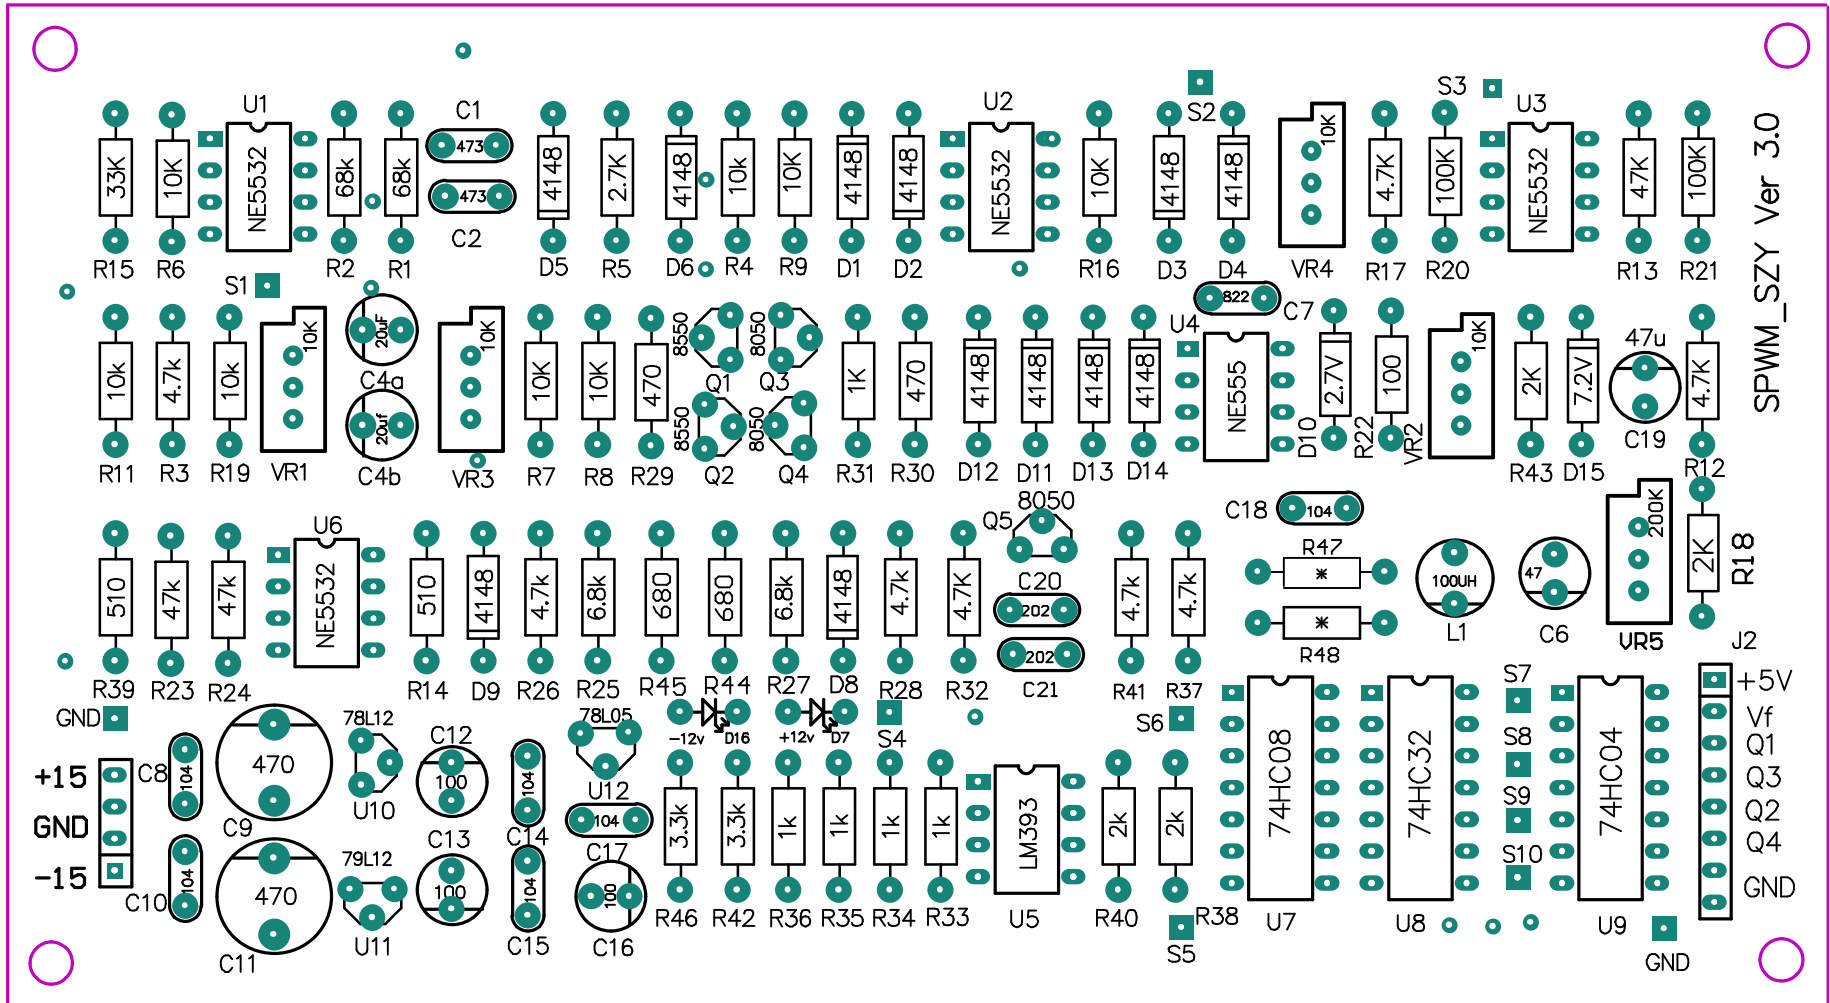 U1
C1
U2
S2
S3
U3
33K
10K
NE5532
68k
68k
473
473
4148
2.7K
4148
10k
10K
4148
4148
NE5532
10K
4148
4148
10K
4.7K
100K
NE5532
47K
100K
SPWM_SZY Ver 3.0
C2
R15
R6
R2
R1
D5
R5
D6
R4
R9
D1
D2
R16
D3
D4
VR4
R17
R20
R13
R21
S1
822
C7
U4
10k
4.7k
10k
10K
20uF
C4a
20uf
10K
10K
10K
470
8550
8050
Q1
Q3
8550
8050
1K
470
4148
4148
4148
4148
NE555
2.7V
100
10K
2K
7.2V
47u
4.7K
R11
R3
R19
VR1
C4b
VR3
R7
R8
R29
Q2
Q4
R31
R30
D12
D11
D13
D14
D10
R22
VR2
R43
D15
C19
R12
8050
Q5
C18
104
200K
U6
R47
510
47k
47k
NE5532
510
4148
4.7k
6.8k
680
680
6.8k
4148
4.7k
4.7K
C20
202
202
C21
4.7k
4.7k
*
*
R48
100UH
L1
47
C6
VR5
2K
R18
J2
R39
R23
R24
R14
D9
R26
R25
R45
R44
R27
D8
R28
R32
R41
R37
S7
+5V
GND
78L12
78L05
-12v
D16
+12v
D7
S4
S6
Vf
C12
S8
Q1
+15
C8
104
470
U10
100
104
U12
Q3
GND
C9
C13
C14
104
3.3k
3.3k
1k
1k
1k
1k
LM393
2k
2k
74HC08
74HC32
S9
74HC04
Q2
C17
Q4
-15
C10
104
470
79L12
100
104
100
S10
GND
R46
R42
R36
R35
R34
R33
U5
R40
R38
U7
U8
U9
C11
U11
C15
C16
S5
GND